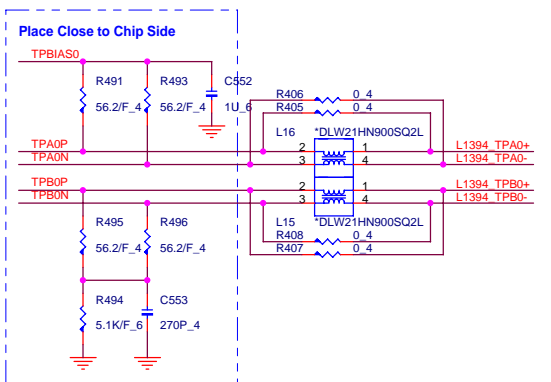 Place Close to Chip Side
TPBIAS0
R491
R493
C552
56.2/F_4
56.2/F_4
1U_6
R406
0_4
R405
0_4
L16
*DLW21HN900SQ2L
TPA0P
2
1
L1394_TPA0+
TPA0N
3
4
L1394_TPA0-
TPB0P
2
1
L1394_TPB0+
TPB0N
3
4
L1394_TPB0-
L15
*DLW21HN900SQ2L
R495
R496
R408
0_4
56.2/F_4
56.2/F_4
R407
0_4
R494
C553
5.1K/F_6
270P_4